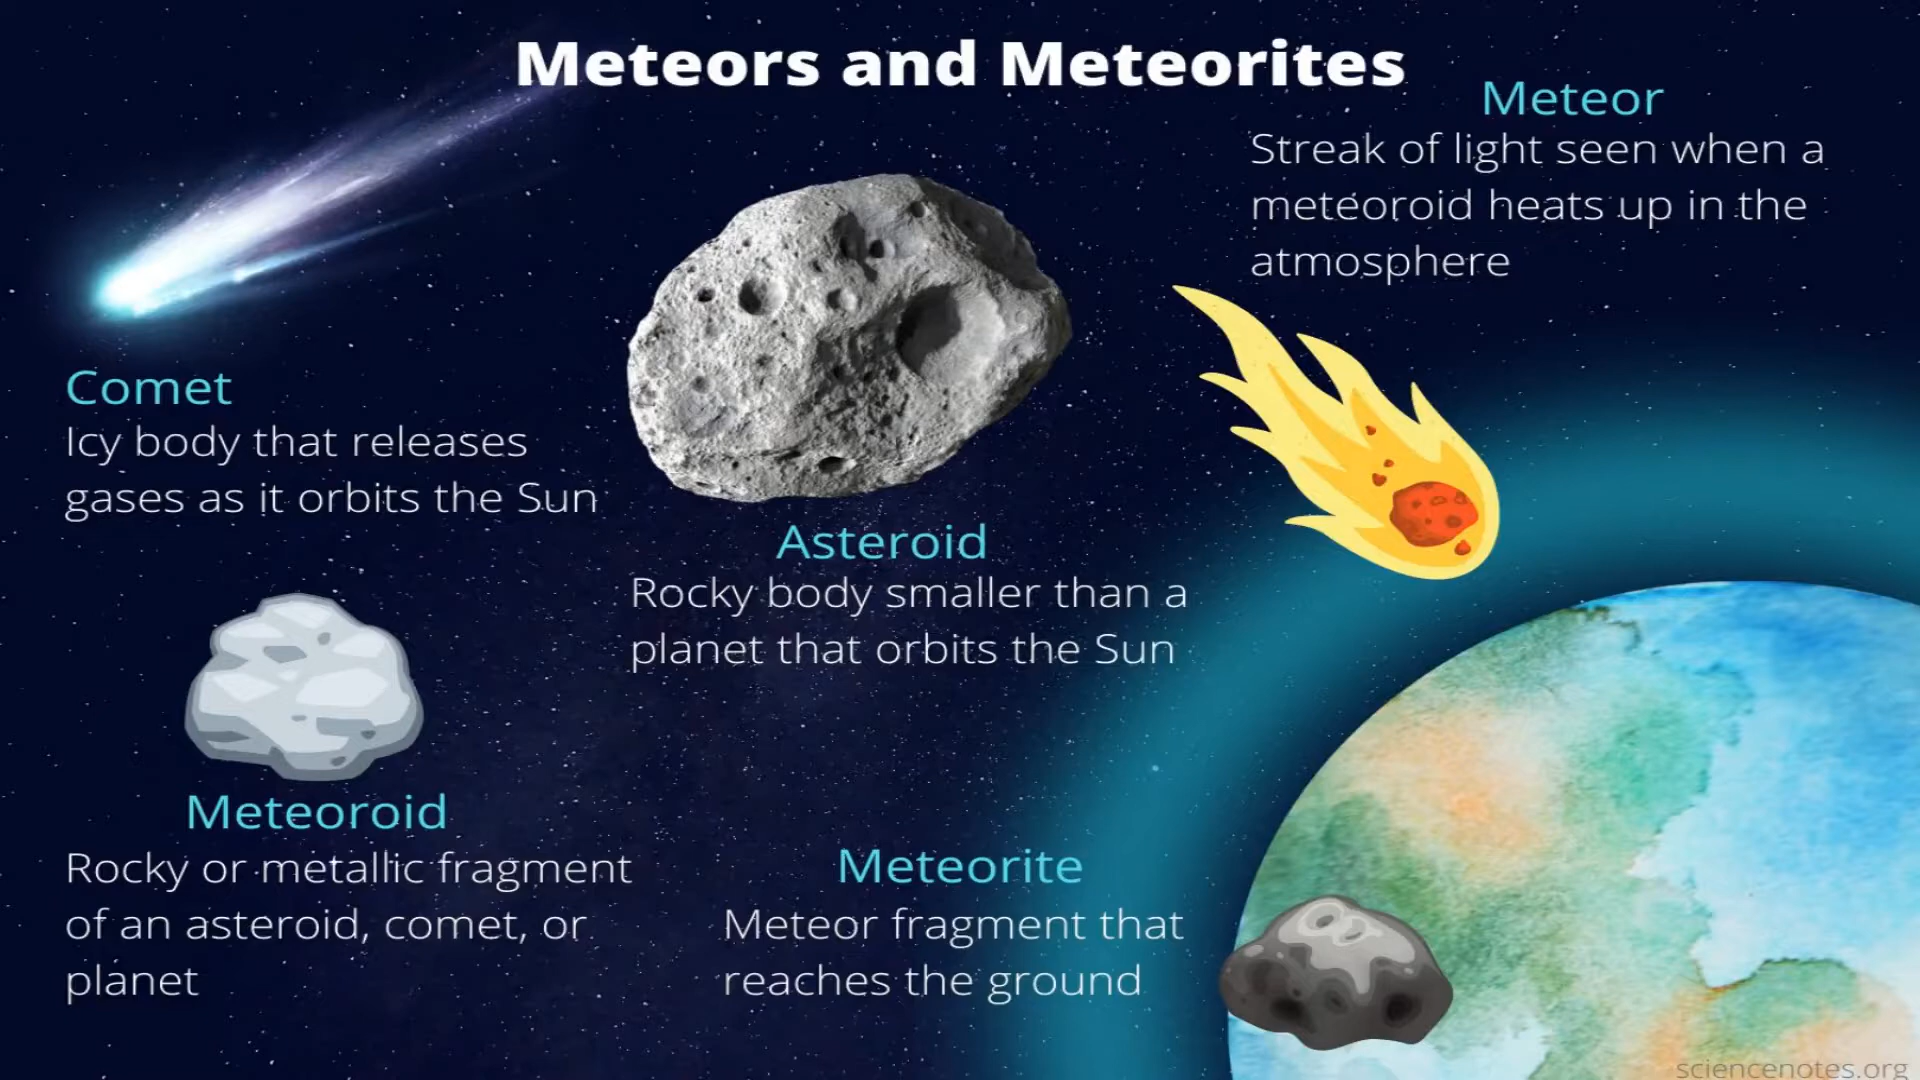 Meteors and Meteorites
Meteor
Streak of light seen when a
meteoroid heats up in the
atmosphere
Comet
Icy body that releases
gases as it orbits the Sun
Asteroid
Rocky body smaller than a
planet that orbits the Sun
Meteoroid
Rocky or metallic fragment
of an asteroid, comet, or
planet
Meteorite
Meteor fragment that
reaches the ground
sciencenotes.org